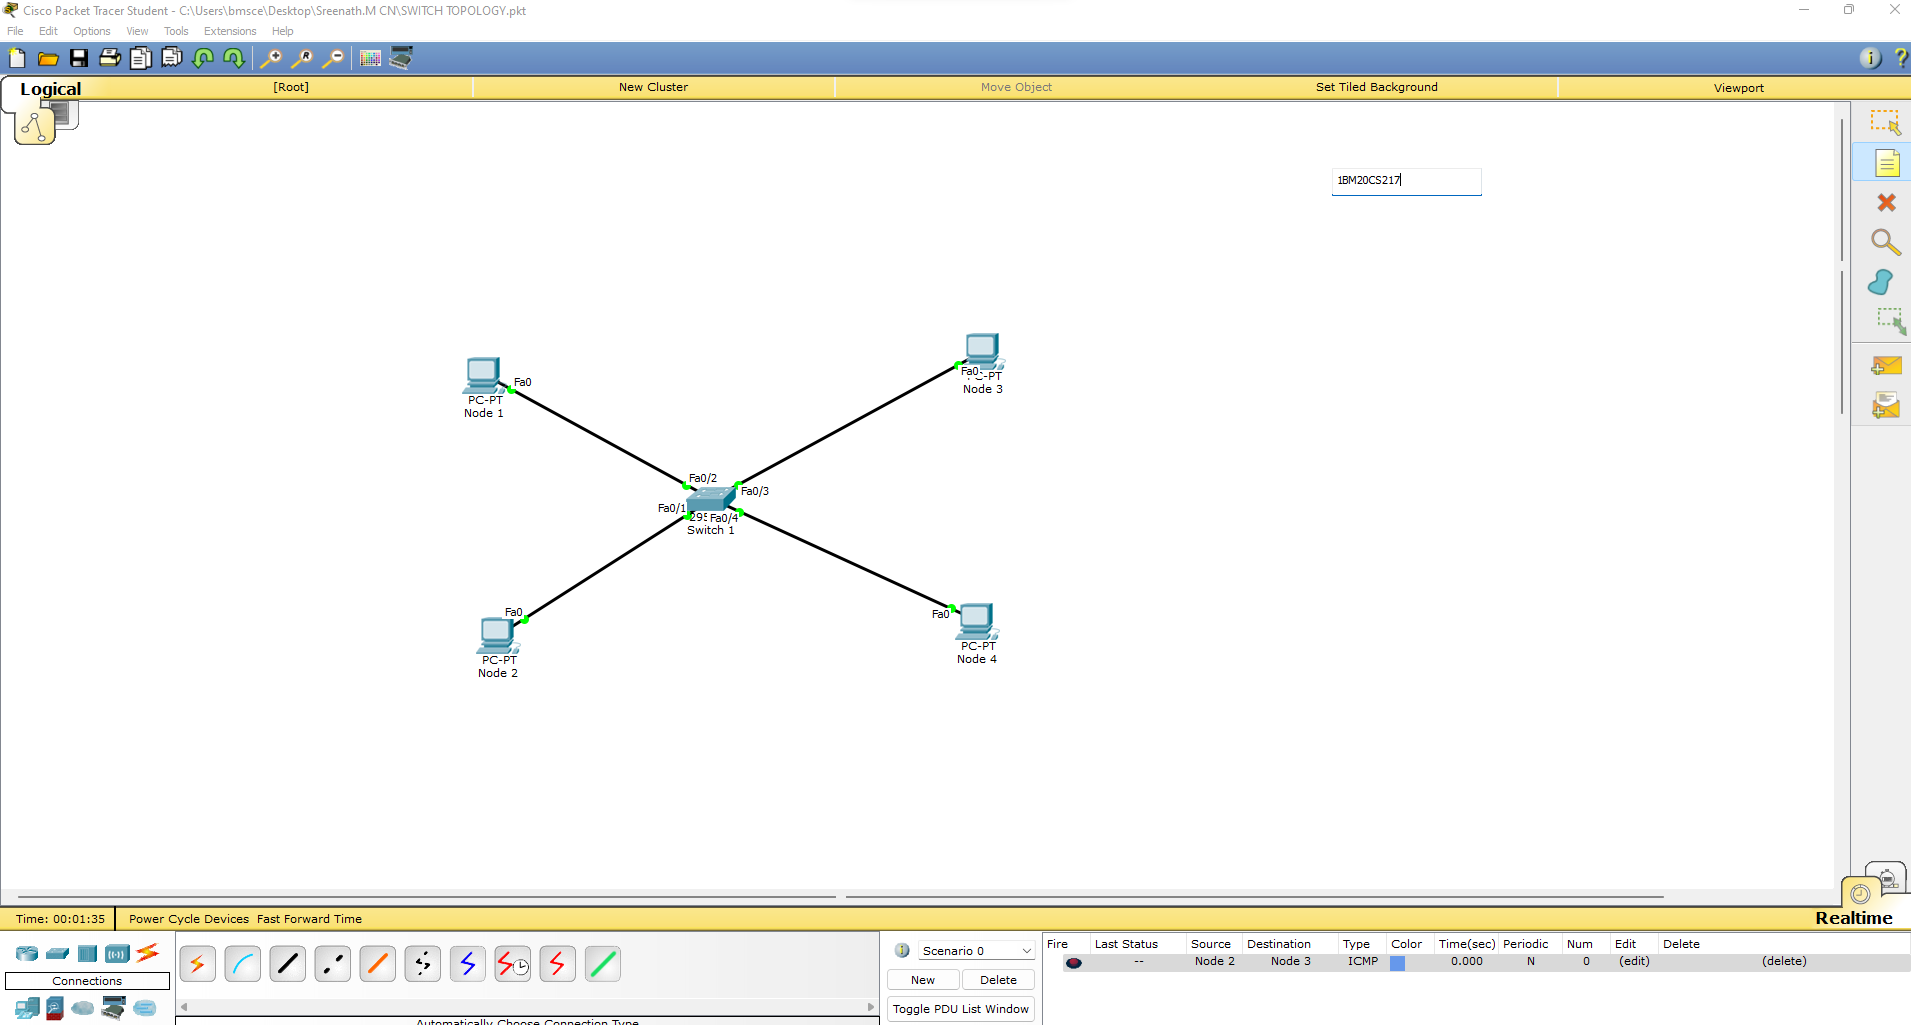 Cisco Packet Tracer Student - C:\Users\bmsce\Desktop\Sreenath.M CN\SWITCH TOPOLOGY.pkt
File Edit Options View Tools Extensions Help
Logical [Root] New Cluster Move Object Set Tiled Background Viewport
1BM20CS217
Fa0
PC-PT
Node 1
Fa0
-PT
Node 3
Fa0/2
Fa0/3
Fa0/1
295 Fa0/4
Switch 1
Fa0
PC-PT
Node 2
Fa0
PC-PT
Node 4
Time: 00:01:35 Power Cycle Devices Fast Forward Time
Realtime
Connections
Automatically Choose Connection Type
Scenario 0
New Delete
Toggle PDU List Window
Fire Last Status Source Destination Type Color Time(sec) Periodic Num Edit Delete
-- Node 2 Node 3 ICMP 0.000 N 0 (edit) (delete)